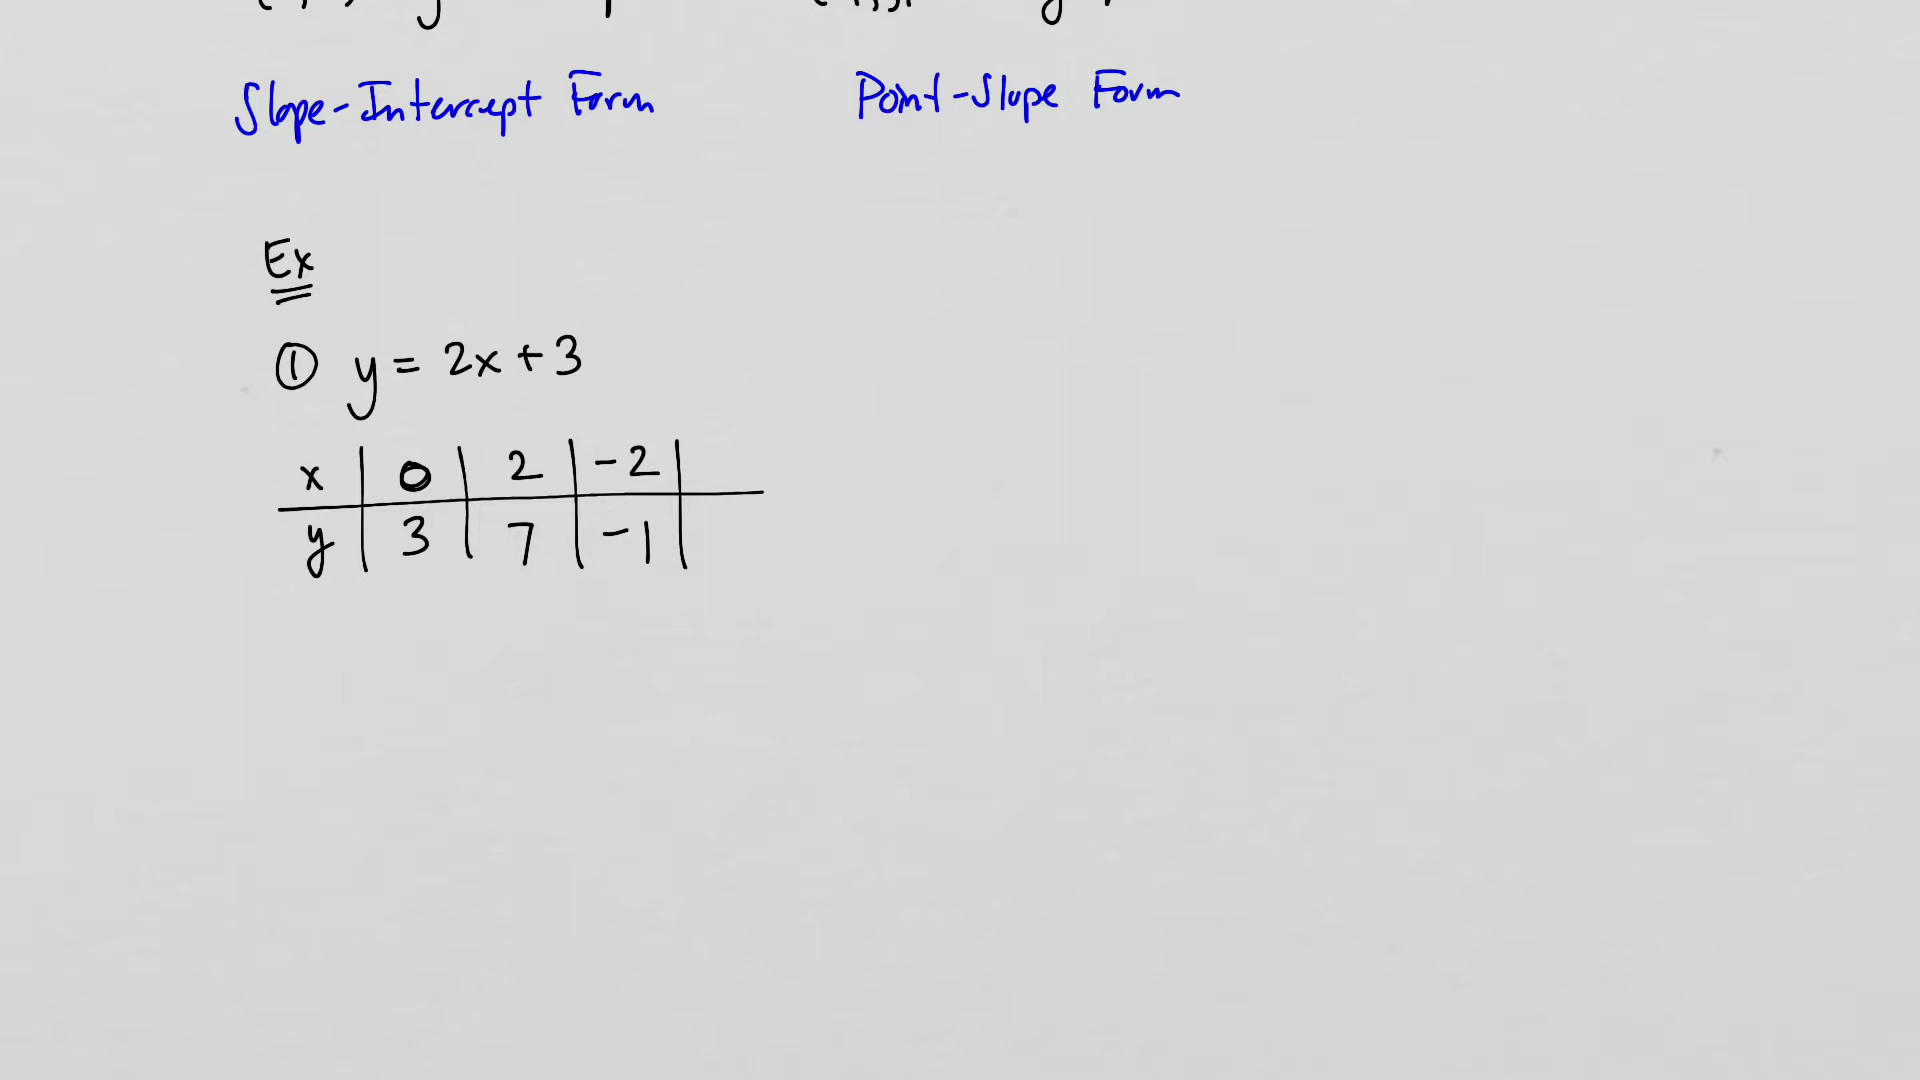 Slope-Intercept Form Point-Slope Form
Ex
① y = 2x + 3
x | 0 | 2 | -2 |
y | 3 | 7 | -1 |